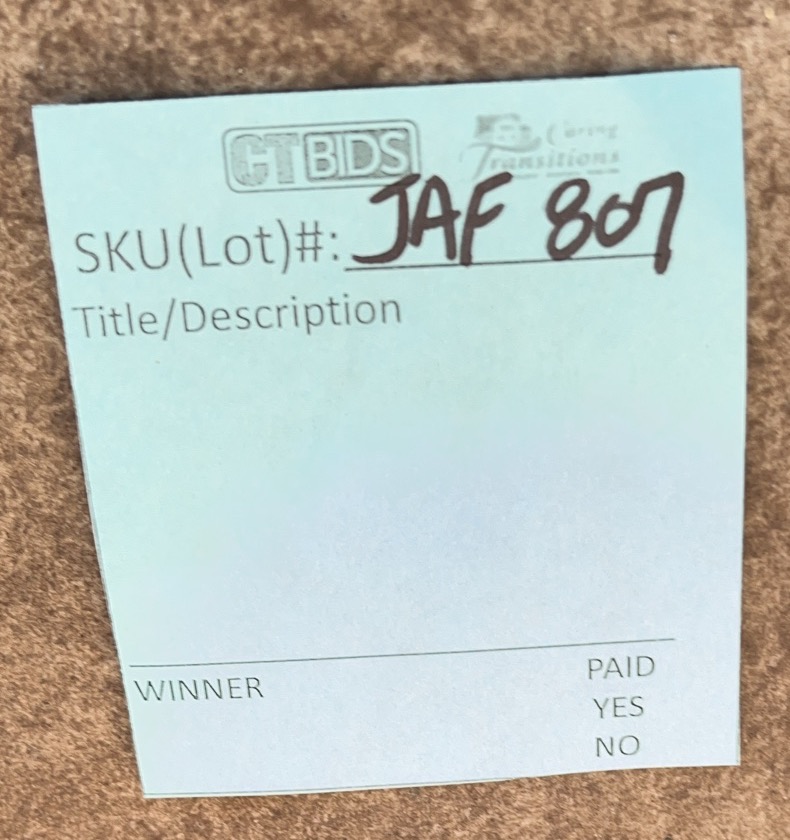 CTBIDS Caring Transitions
SKU(Lot)#: JAF 807
Title/Description
WINNER PAID
YES
NO